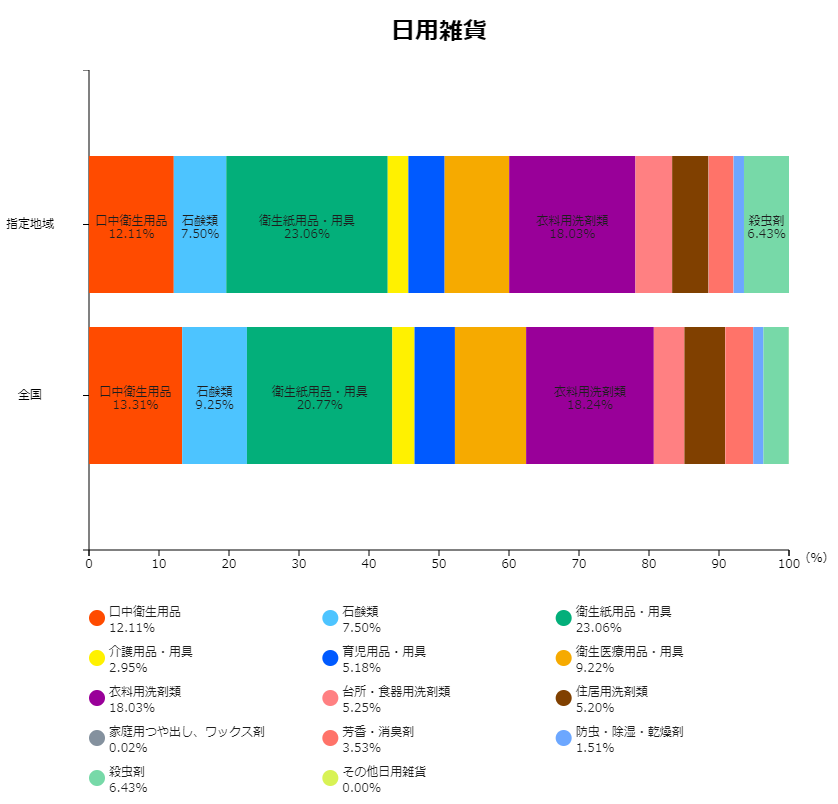 日用雑貨
指定地域
口中衛生用品
12.11%
石鹸類
7.50%
衛生紙用品・用具
23.06%
衣料用洗剤類
18.03%
殺虫剤
6.43%
全国
口中衛生用品
13.31%
石鹸類
9.25%
衛生紙用品・用具
20.77%
衣料用洗剤類
18.24%
0 10 20 30 40 50 60 70 80 90 100 (%)
口中衛生用品
12.11%
石鹸類
7.50%
衛生紙用品・用具
23.06%
介護用品・用具
2.95%
育児用品・用具
5.18%
衛生医療用品・用具
9.22%
衣料用洗剤類
18.03%
台所・食器用洗剤類
5.25%
住居用洗剤類
5.20%
家庭用つや出し、ワックス剤
0.02%
芳香・消臭剤
3.53%
防虫・除湿・乾燥剤
1.51%
殺虫剤
6.43%
その他日用雑貨
0.00%